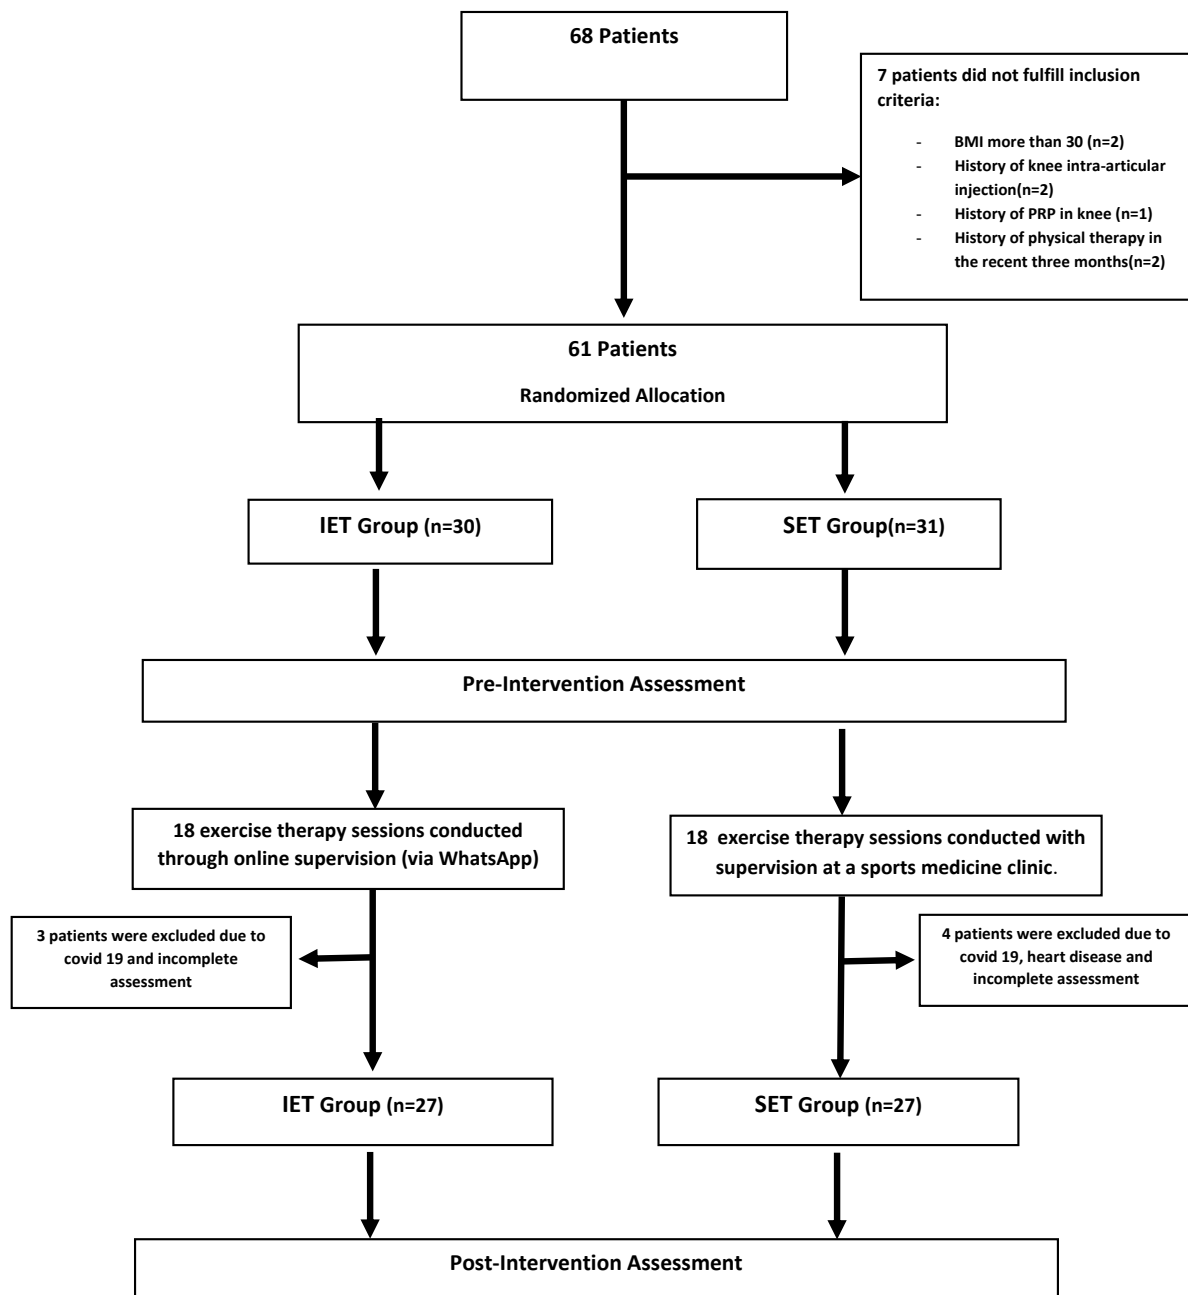 68 Patients
7 patients did not fulfill inclusion
criteria:
- BMI more than 30 (n=2)
- History of knee intra-articular
injection(n=2)
- History of PRP in knee (n=1)
- History of physical therapy in
the recent three months(n=2)
61 Patients
Randomized Allocation
IET Group (n=30)
SET Group(n=31)
Pre-Intervention Assessment
18 exercise therapy sessions conducted
through online supervision (via WhatsApp)
18  exercise therapy sessions conducted with
supervision at a sports medicine clinic.
3 patients were excluded due to
covid 19 and incomplete
assessment
4 patients were excluded due to
covid 19, heart disease and
incomplete assessment
IET Group (n=27)
SET Group (n=27)
Post-Intervention Assessment